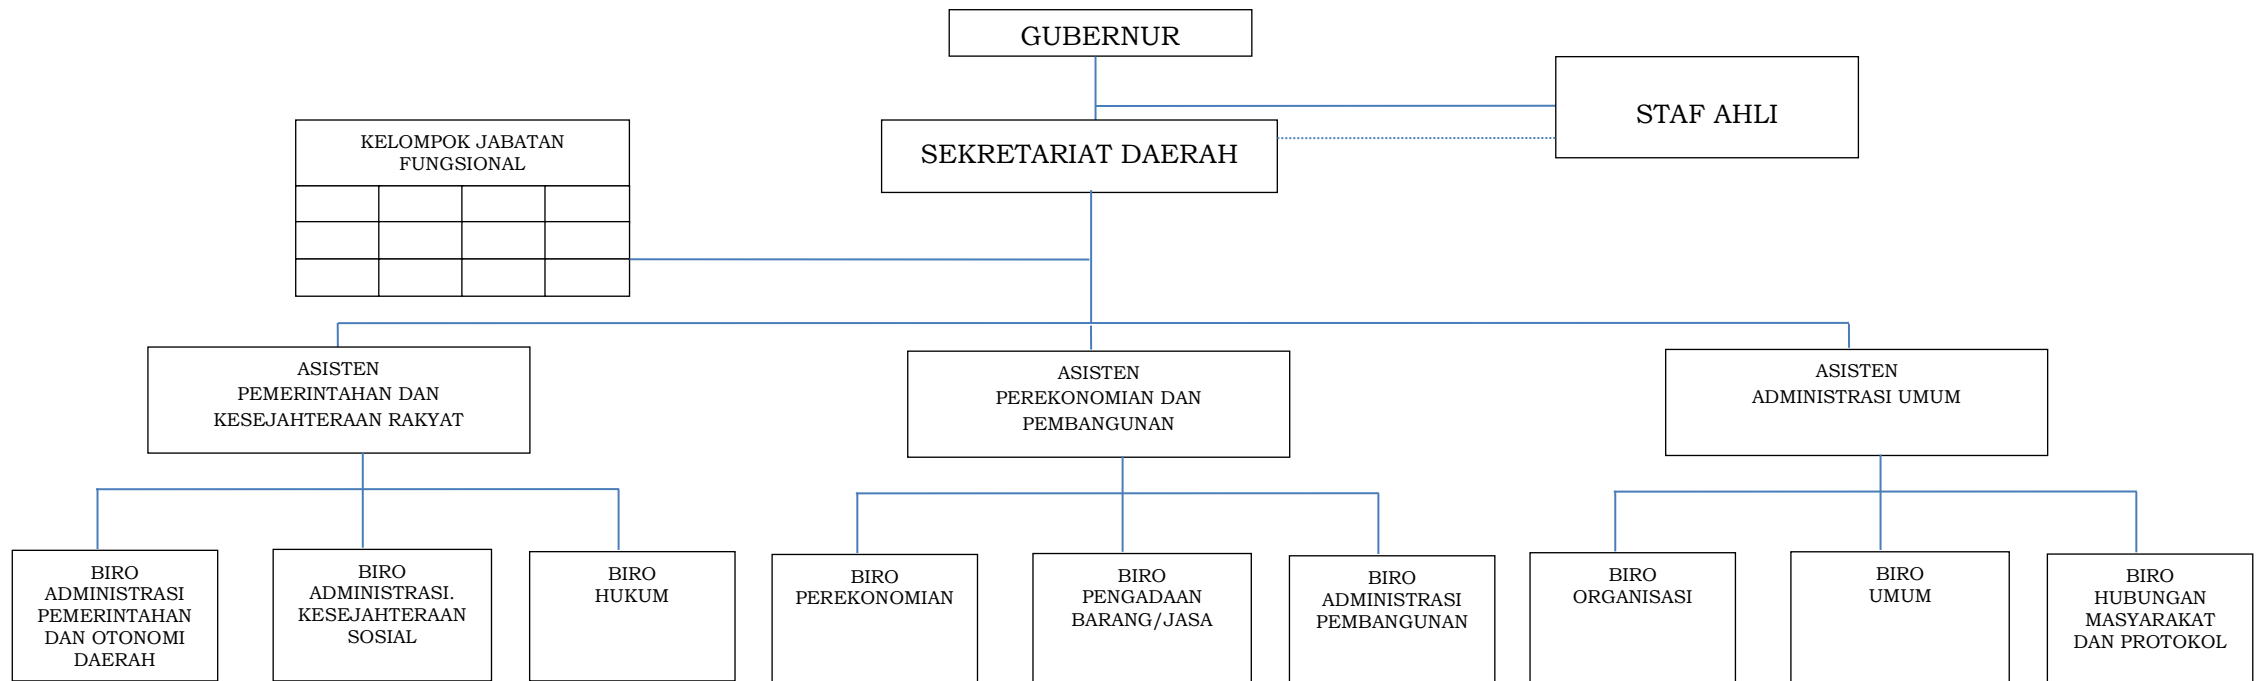 GUBERNUR
STAF AHLI
KELOMPOK JABATAN
FUNGSIONAL
SEKRETARIAT DAERAH
ASISTEN
PEMERINTAHAN DAN
KESEJAHTERAAN RAKYAT
ASISTEN
PEREKONOMIAN DAN
PEMBANGUNAN
ASISTEN
ADMINISTRASI UMUM
BIRO
ADMINISTRASI
PEMERINTAHAN
DAN OTONOMI
DAERAH
BIRO
ADMINISTRASI.
KESEJAHTERAAN
SOSIAL
BIRO
HUKUM
BIRO
PEREKONOMIAN
BIRO
PENGADAAN
BARANG/JASA
BIRO
ADMINISTRASI
PEMBANGUNAN
BIRO
ORGANISASI
BIRO
UMUM
BIRO
HUBUNGAN
MASYARAKAT
DAN PROTOKOL